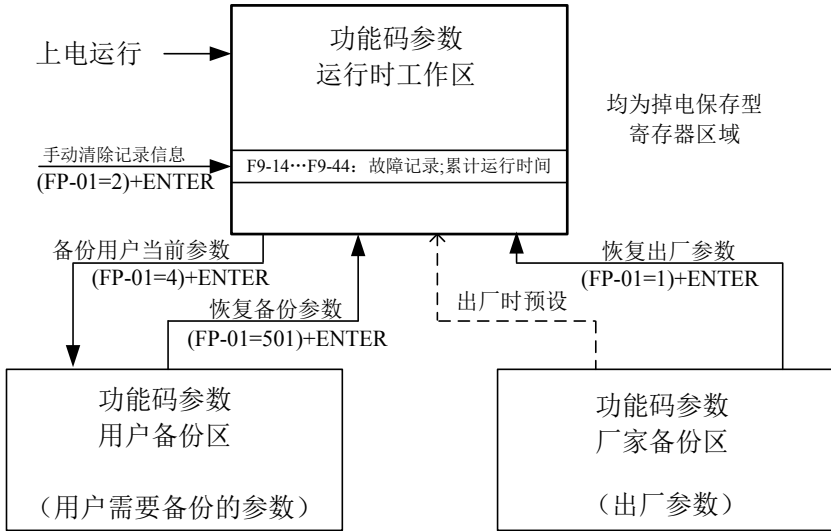 上电运行
功能码参数
运行时工作区
均为掉电保存型
寄存器区域
手动清除记录信息
(FP-01=2)+ENTER
F9-14…F9-44：故障记录;累计运行时间
备份用户当前参数
(FP-01=4)+ENTER
恢复备份参数
(FP-01=501)+ENTER
出厂时预设
恢复出厂参数
(FP-01=1)+ENTER
功能码参数
用户备份区
（用户需要备份的参数）
功能码参数
厂家备份区
（出厂参数）